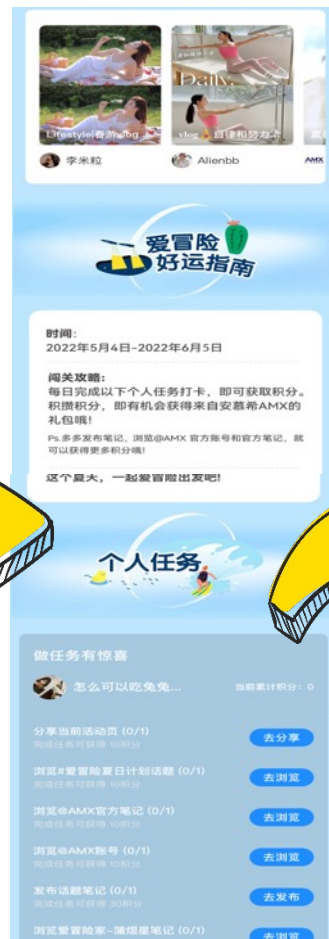 Daily
Lifestyle|春游vlog
vlog 自律和努力
李米粒
Alienbb
AMX
爱冒险
好运指南
时间:
2022年5月4日-2022年6月5日
闯关攻略:
每日完成以下个人任务打卡,即可获取积分。
积攒积分,即有机会获得来自安慕希AMX的
礼包哦!
Ps.多多发布笔记,浏览@AMX 官方账号和官方笔记,就
可以获得更多积分哦!
这个夏天,一起爱冒险出发吧!
个人任务
做任务有惊喜
怎么可以吃兔兔...
当前累计积分:0
分享当前活动页 (0/1)
完成任务可获得 10积分
去分享
浏览#爱冒险夏日计划话题 (0/1)
完成任务可获得 10积分
去浏览
浏览@AMX官方笔记 (0/1)
完成任务可获得 10积分
去浏览
浏览@AMX账号 (0/1)
完成任务可获得 10积分
去浏览
发布话题笔记 (0/1)
完成任务可获得 30积分
去发布
浏览爱冒险家-蒲熠星笔记 (0/1)
去浏览